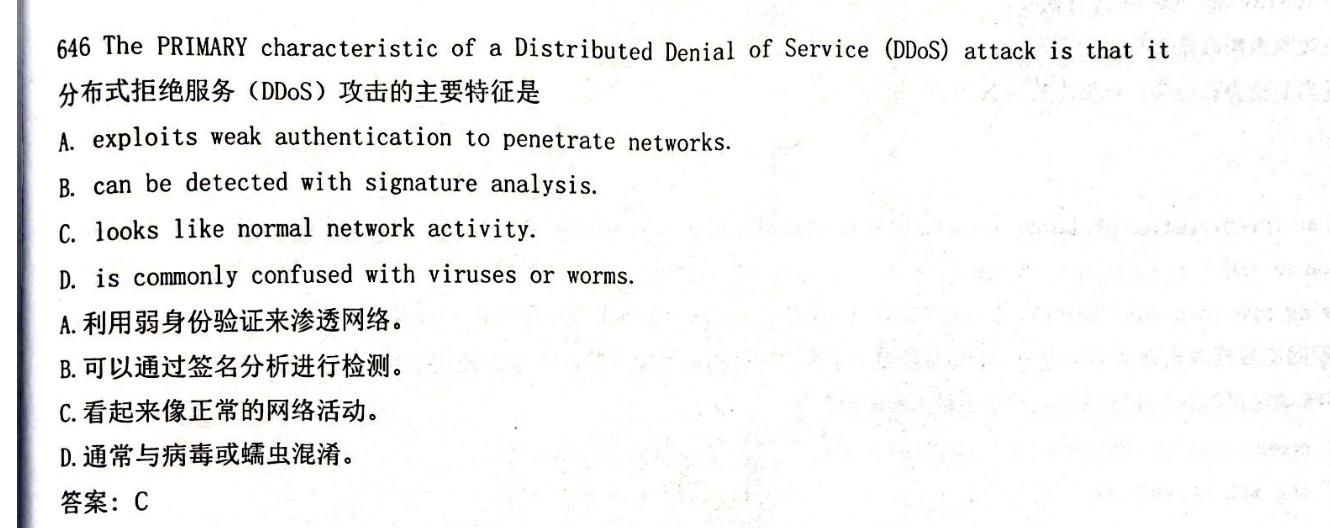 646 The PRIMARY characteristic of a Distributed Denial of Service (DDoS) attack is that it
分布式拒绝服务（DDoS）攻击的主要特征是
A. exploits weak authentication to penetrate networks.
B. can be detected with signature analysis.
C. looks like normal network activity.
D. is commonly confused with viruses or worms.
A. 利用弱身份验证来渗透网络。
B. 可以通过签名分析进行检测。
C. 看起来像正常的网络活动。
D. 通常与病毒或蠕虫混淆。
答案：C